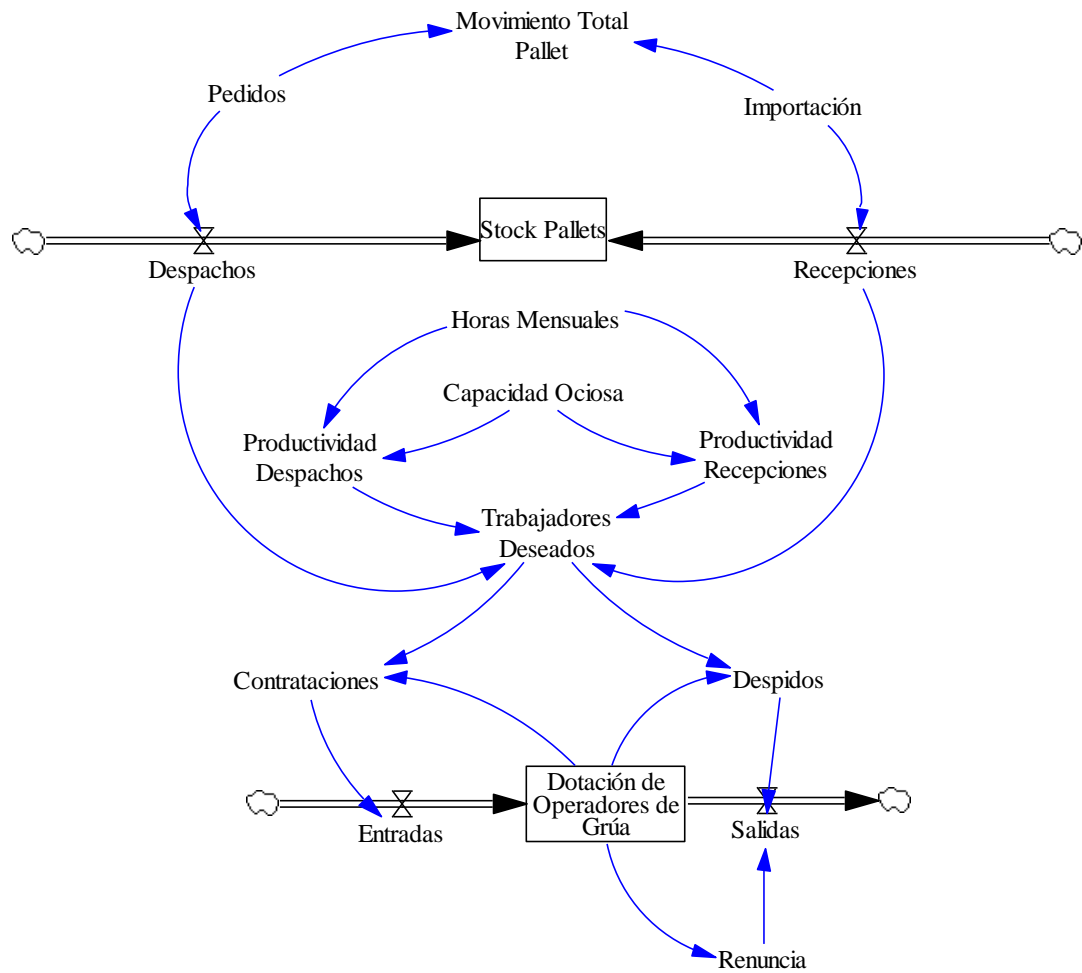 Movimiento Total
Pallet
Pedidos
Importación
Stock Pallets
Despachos
Recepciones
Horas Mensuales
Capacidad Ociosa
Productividad
Despachos
Productividad
Recepciones
Trabajadores
Deseados
Contrataciones
Despidos
Dotación de
Operadores de
Grúa
Entradas
Salidas
Renuncia